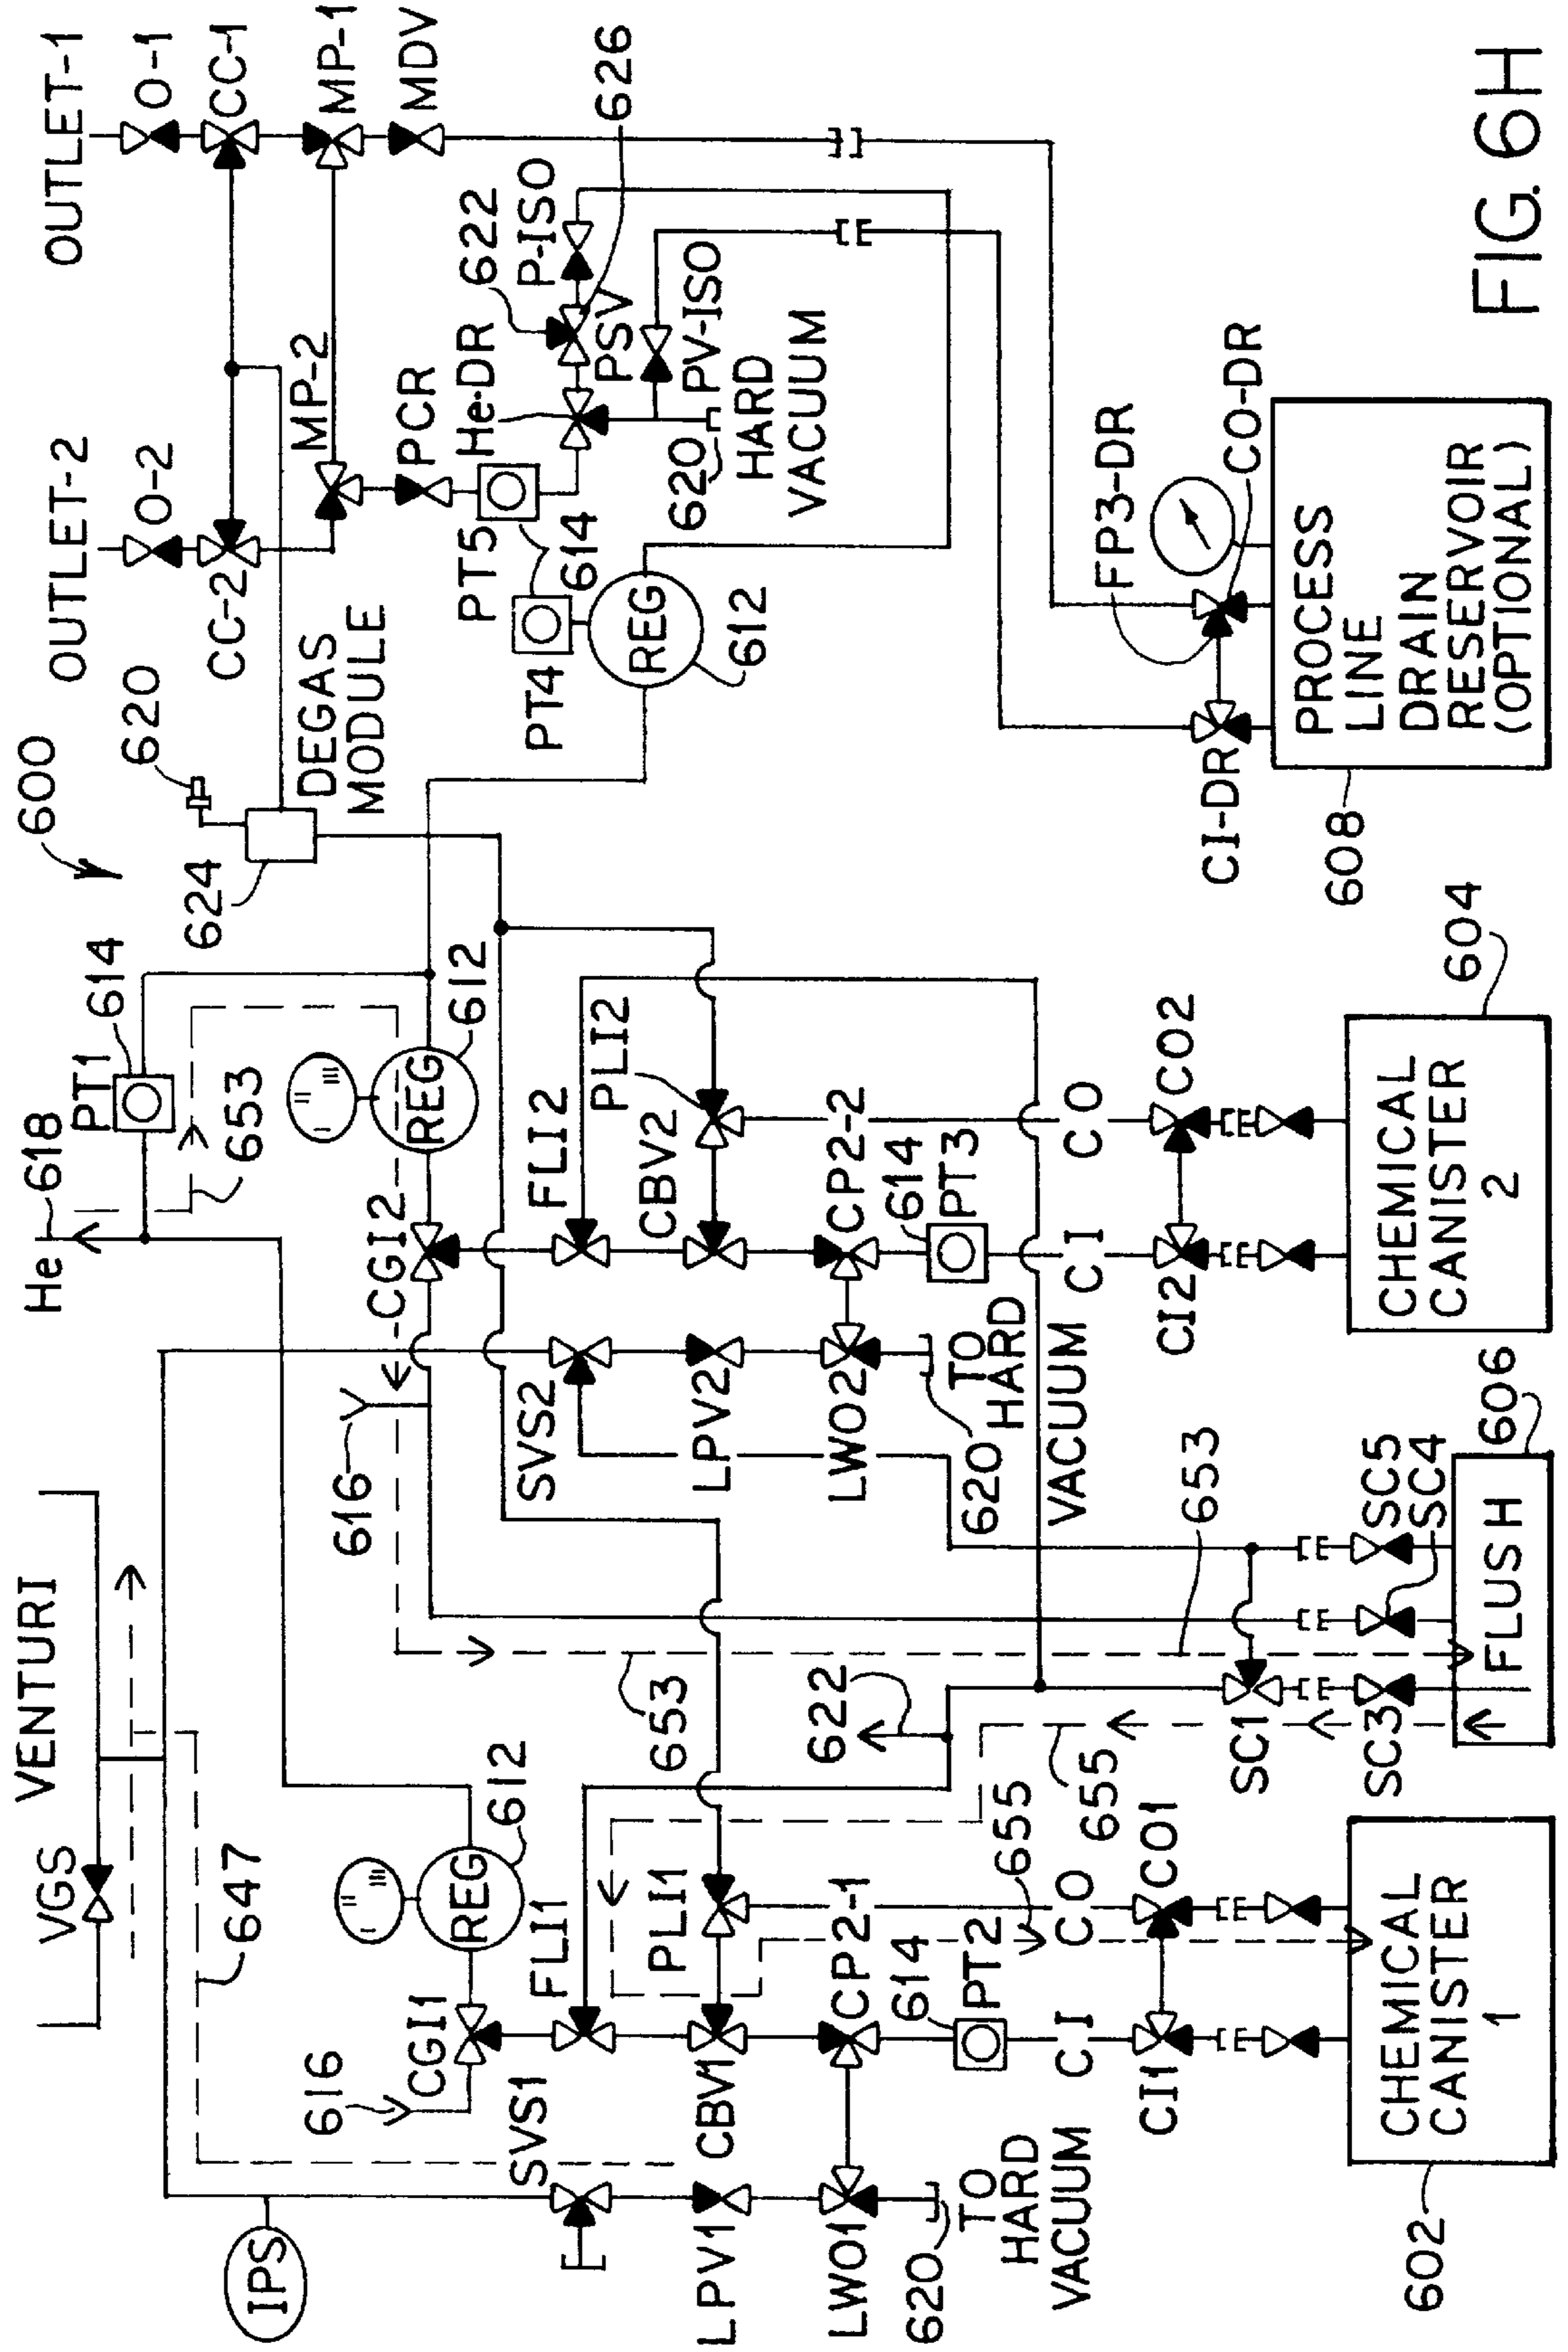 VENTURI
VGS
647
IPS
He
618
PT1
614
653
600
620
624
DEGAS
MODULE
OUTLET-2
O-2
CC-2
OUTLET-1
O-1
CC-1
MP-1
MDV
MP-2
PCR
PT5
614
PT4
REG
612
He-DR
622
PSV
P-ISO
626
PV-ISO
620
HARD
VACUUM
616
CGI1
REG
612
FLI1
SVS1
PLI1
CBV1
LPV1
CP2-1
LWO1
620
TO
HARD
VACUUM
614
PT2
655
CI
CO
CI1
CO1
CHEMICAL
CANISTER
1
602
616
653
622
655
653
CGI2
REG
612
FLI2
SVS2
PLI2
CBV2
LPV2
CP2-2
LWO2
620
TO
HARD
VACUUM
614
PT3
CI
CO
CI2
CO2
SC1
SC3
SC5
SC4
FLUSH
606
CHEMICAL
CANISTER
2
604
FP3-DR
CO-DR
CI-DR
608
PROCESS
LINE
DRAIN
RESERVOIR
(OPTIONAL)
FIG. 6H